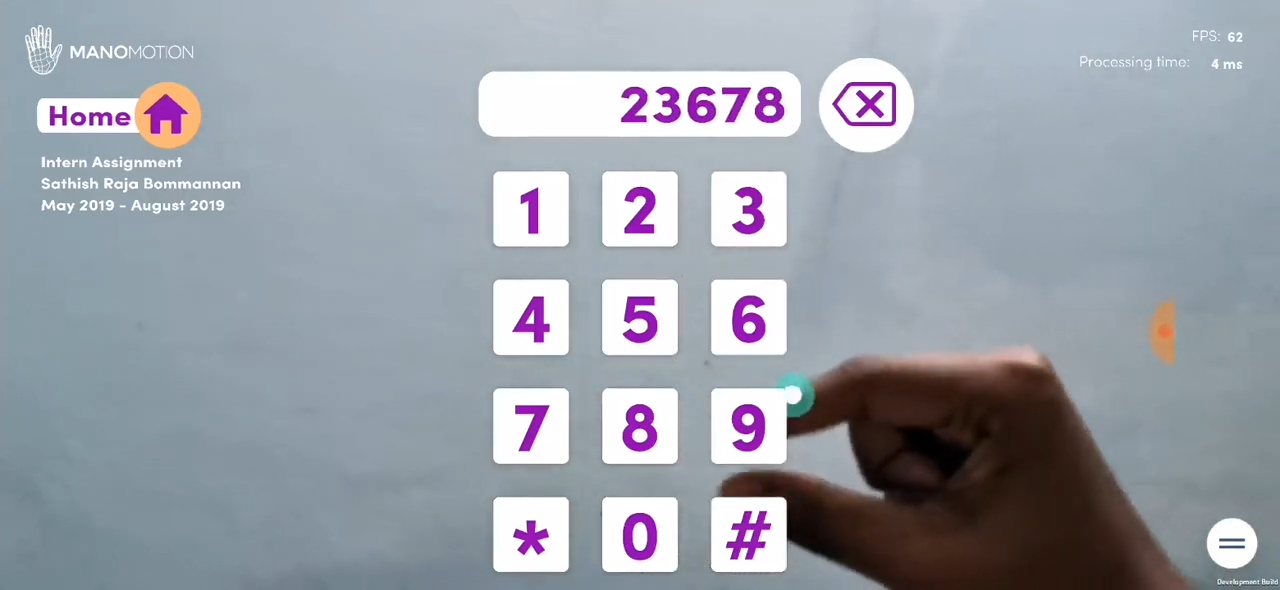 MANOMOTION
FPS: 62
Processing time: 4 ms
Home
23678
Intern Assignment
Sathish Raja Bommannan
May 2019 - August 2019
1 2 3
4 5 6
7 8 9
* 0 #
Development Build